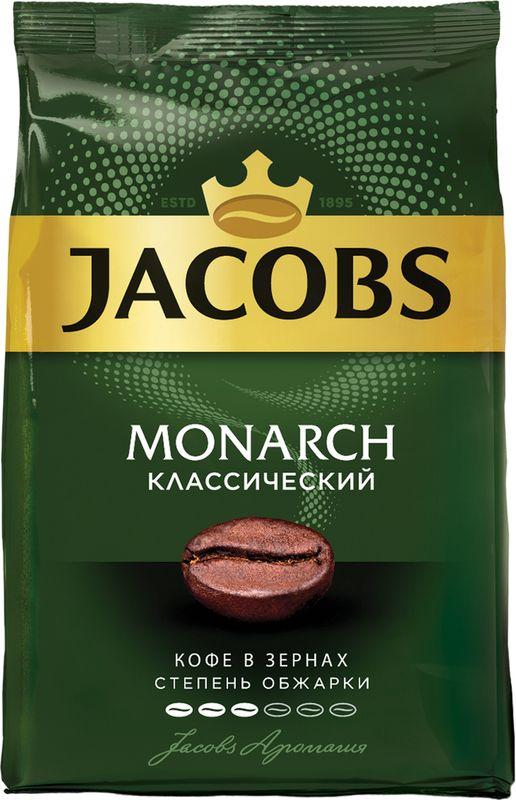 ESTD 1895
JACOBS
MONARCH
КЛАССИЧЕСКИЙ
КОФЕ В ЗЕРНАХ
СТЕПЕНЬ ОБЖАРКИ
Jacobs Аромагия